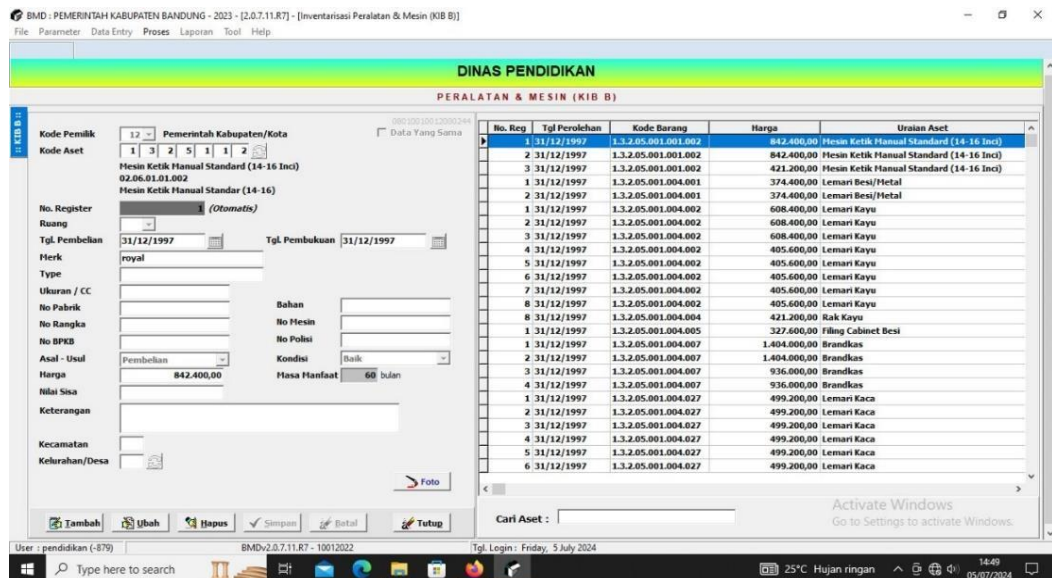 BMD : PEMERINTAH KABUPATEN BANDUNG - 2023 - [2.0.7.11.R7] - [Inventarisasi Peralatan & Mesin (KIB B)]
File Parameter Data Entry Proses Laporan Tool Help
DINAS PENDIDIKAN
PERALATAN & MESIN (KIB B)
:: KIB B ::
Data Yang Sama
Kode Pemilik 12 Pemerintah Kabupaten/Kota
Kode Aset 1 3 2 5 1 1 2
Mesin Ketik Manual Standard (14-16 Inci)
02.06.01.01.002
Mesin Ketik Manual Standar (14-16)
No. Register 1 (Otomatis)
Ruang
Tgl. Pembelian 31/12/1997 Tgl. Pembukuan 31/12/1997
Merk royal
Type
Ukuran / CC
No Pabrik Bahan
No Rangka No Mesin
No BPKB No Polisi
Asal - Usul Pembelian Kondisi Baik
Harga 842.400,00 Masa Manfaat 60 bulan
Nilai Sisa
Keterangan
Kecamatan
Kelurahan/Desa
Foto
Tambah Ubah Hapus Simpan Batal Tutup
No. Reg Tgl Perolehan Kode Barang Harga Uraian Aset
1 31/12/1997 1.3.2.05.001.001.002 842.400,00 Mesin Ketik Manual Standard (14-16 Inci)
2 31/12/1997 1.3.2.05.001.001.002 842.400,00 Mesin Ketik Manual Standard (14-16 Inci)
3 31/12/1997 1.3.2.05.001.001.002 421.200,00 Mesin Ketik Manual Standard (14-16 Inci)
1 31/12/1997 1.3.2.05.001.004.001 374.400,00 Lemari Besi/Metal
2 31/12/1997 1.3.2.05.001.004.001 374.400,00 Lemari Besi/Metal
1 31/12/1997 1.3.2.05.001.004.002 608.400,00 Lemari Kayu
2 31/12/1997 1.3.2.05.001.004.002 608.400,00 Lemari Kayu
3 31/12/1997 1.3.2.05.001.004.002 608.400,00 Lemari Kayu
4 31/12/1997 1.3.2.05.001.004.002 405.600,00 Lemari Kayu
5 31/12/1997 1.3.2.05.001.004.002 405.600,00 Lemari Kayu
6 31/12/1997 1.3.2.05.001.004.002 405.600,00 Lemari Kayu
7 31/12/1997 1.3.2.05.001.004.002 405.600,00 Lemari Kayu
8 31/12/1997 1.3.2.05.001.004.002 405.600,00 Lemari Kayu
8 31/12/1997 1.3.2.05.001.004.004 421.200,00 Rak Kayu
1 31/12/1997 1.3.2.05.001.004.005 327.600,00 Filing Cabinet Besi
1 31/12/1997 1.3.2.05.001.004.007 1.404.000,00 Brandkas
2 31/12/1997 1.3.2.05.001.004.007 1.404.000,00 Brandkas
3 31/12/1997 1.3.2.05.001.004.007 936.000,00 Brandkas
4 31/12/1997 1.3.2.05.001.004.007 936.000,00 Brandkas
1 31/12/1997 1.3.2.05.001.004.027 499.200,00 Lemari Kaca
2 31/12/1997 1.3.2.05.001.004.027 499.200,00 Lemari Kaca
3 31/12/1997 1.3.2.05.001.004.027 499.200,00 Lemari Kaca
4 31/12/1997 1.3.2.05.001.004.027 499.200,00 Lemari Kaca
5 31/12/1997 1.3.2.05.001.004.027 499.200,00 Lemari Kaca
6 31/12/1997 1.3.2.05.001.004.027 499.200,00 Lemari Kaca
Cari Aset :
Activate Windows
Go to Settings to activate Windows.
User : pendidikan (-879) BMDv2.0.7.11.R7 - 10012022 Tgl. Login : Friday, 5 July 2024
Type here to search 25°C Hujan ringan 14:49
05/07/2024